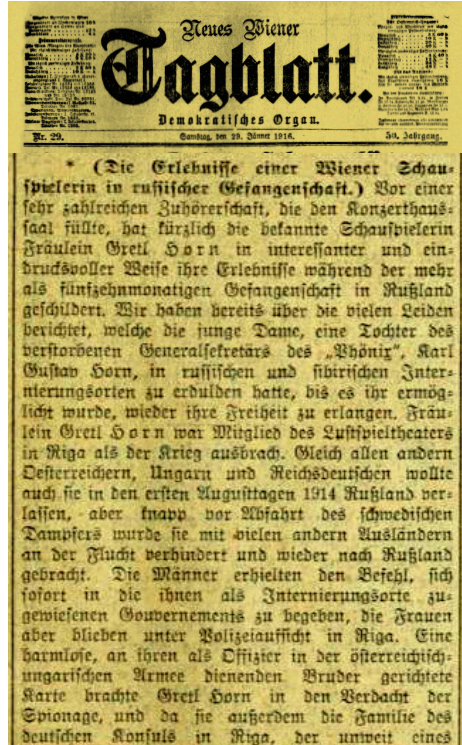 Neues Wiener
Tagblatt.
Demokratisches Organ.
Nr. 29. Samstag, den 29. Jänner 1916. 50. Jahrgang.
* (Die Erlebnisse einer Wiener Schau-
spielerin in russischer Gefangenschaft.) Vor einer
sehr zahlreichen Zuhörerschaft, die den Konzerthaus-
saal füllte, hat kürzlich die bekannte Schauspielerin
Fräulein Gretl Horn in interessanter und ein-
drucksvoller Weise ihre Erlebnisse während der mehr
als fünfzehnmonatigen Gefangenschaft in Rußland
geschildert. Wir haben bereits über die vielen Leiden
berichtet, welche die junge Dame, eine Tochter des
verstorbenen Generalsekretärs des „Phönix“, Karl
Gustav Horn, in russischen und sibirischen Inter-
nierungsorten zu erdulden hatte, bis es ihr ermög-
licht wurde, wieder ihre Freiheit zu erlangen. Fräu-
lein Gretl Horn war Mitglied des Lustspieltheaters
in Riga als der Krieg ausbrach. Gleich allen andern
Oesterreichern, Ungarn und Reichsdeutschen wollte
auch sie in den ersten Augusttagen 1914 Rußland ver-
lassen, aber knapp vor Abfahrt des schwedischen
Dampfers wurde sie mit vielen andern Ausländern
an der Flucht verhindert und wieder nach Rußland
gebracht. Die Männer erhielten den Befehl, sich
sofort in die ihnen als Internierungsorte zu-
gewiesenen Gouvernements zu begeben, die Frauen
aber blieben unter Polizeiaufsicht in Riga. Eine
harmlose, an ihren als Offizier in der österreichisch-
ungarischen Armee dienenden Bruder gerichtete
Karte brachte Gretl Horn in den Verdacht der
Spionage, und da sie außerdem die Familie des
deutschen Konsuls in Riga, der unweit eines